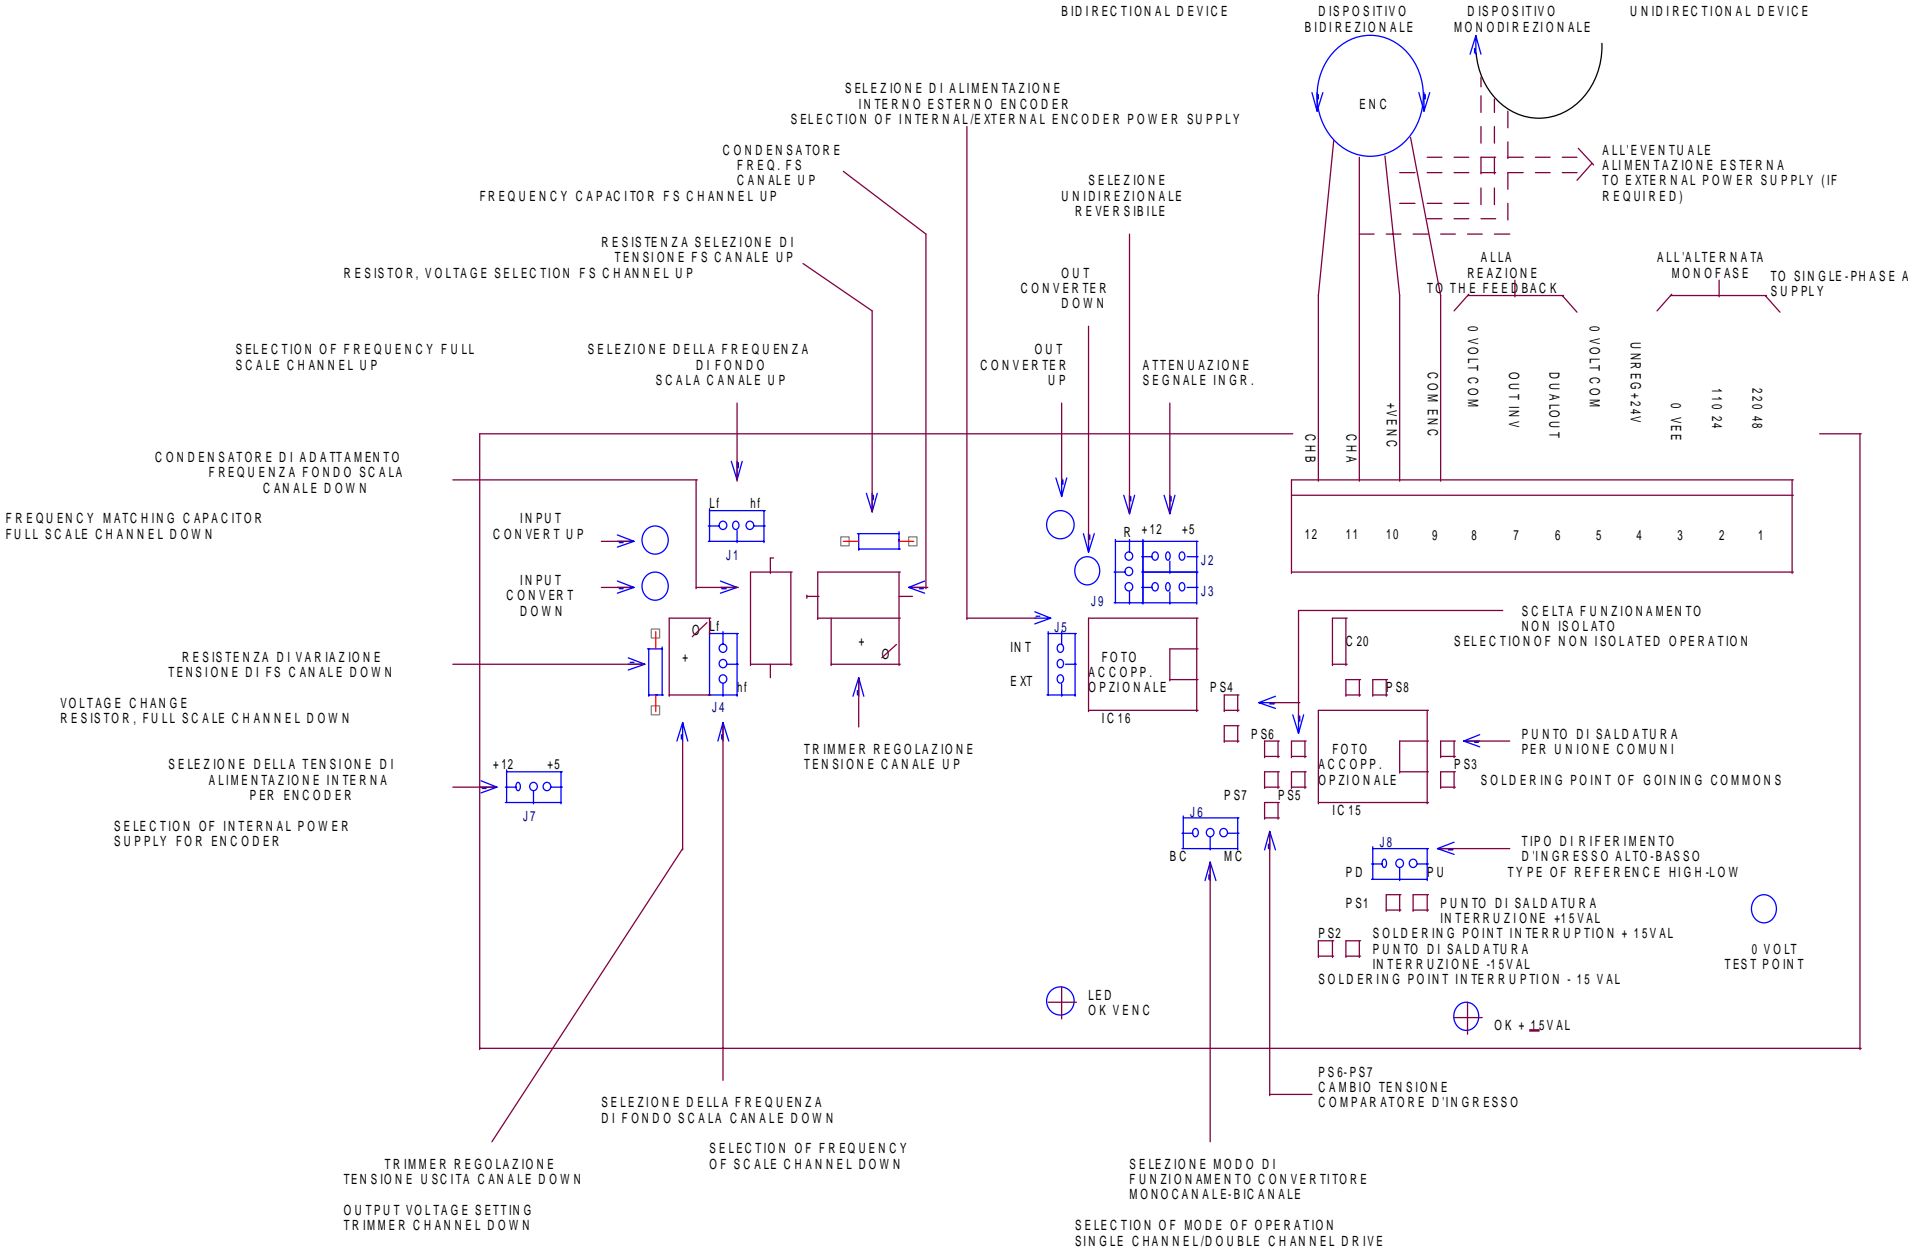 BIDIRECTIONAL DEVICE
DISPOSITIVO
BIDIREZIONALE
DISPOSITIVO
MONODIREZIONALE
UNIDIRECTIONAL DEVICE
ENC
SELEZIONE DI ALIMENTAZIONE
INTERNO ESTERNO ENCODER
SELECTION OF INTERNAL/EXTERNAL ENCODER POWER SUPPLY
CONDENSATORE
FREQ. FS
CANALE UP
FREQUENCY CAPACITOR FS CHANNEL UP
SELEZIONE
UNIDIREZIONALE
REVERSIBILE
ALL'EVENTUALE
ALIMENTAZIONE ESTERNA
TO EXTERNAL POWER SUPPLY (IF
REQUIRED)
RESISTENZA SELEZIONE DI
TENSIONE FS CANALE UP
RESISTOR, VOLTAGE SELECTION FS CHANNEL UP
OUT
CONVERTER
DOWN
ALLA
REAZIONE
TO THE FEEDBACK
ALL'ALTERNATA
MONOFASE
TO SINGLE-PHASE A
SUPPLY
SELECTION OF FREQUENCY FULL
SCALE CHANNEL UP
SELEZIONE DELLA FREQUENZA
DI FONDO
SCALA CANALE UP
OUT
CONVERTER
UP
ATTENUAZIONE
SEGNALE INGR.
CHB
CHA
+VENC
COM ENC
0 VOLT COM
OUT INV
DUALOUT
0 VOLT COM
UNREG+24V
0 VEE
110 24
220 48
CONDENSATORE DI ADATTAMENTO
FREQUENZA FONDO SCALA
CANALE DOWN
FREQUENCY MATCHING CAPACITOR
FULL SCALE CHANNEL DOWN
INPUT
CONVERT UP
Lf hf
J1
R
+12 +5
J2
J3
J9
12 11 10 9 8 7 6 5 4 3 2 1
INPUT
CONVERT
DOWN
Lf
+
hf
J4
+
J5
INT
EXT
FOTO
ACCOPP.
OPZIONALE
IC16
SCELTA FUNZIONAMENTO
NON ISOLATO
SELECTION OF NON ISOLATED OPERATION
C20
PS8
PS4
RESISTENZA DI VARIAZIONE
TENSIONE DI FS CANALE DOWN
VOLTAGE CHANGE
RESISTOR, FULL SCALE CHANNEL DOWN
TRIMMER REGOLAZIONE
TENSIONE CANALE UP
PS6
FOTO
ACCOPP.
OPZIONALE
IC15
PS7
PS5
PUNTO DI SALDATURA
PER UNIONE COMUNI
PS3
SOLDERING POINT OF GOINING COMMONS
SELEZIONE DELLA TENSIONE DI
ALIMENTAZIONE INTERNA
PER ENCODER
SELECTION OF INTERNAL POWER
SUPPLY FOR ENCODER
+12 +5
J7
J6
BC MC
J8
PD PU
TIPO DI RIFERIMENTO
D'INGRESSO ALTO-BASSO
TYPE OF REFERENCE HIGH-LOW
PS1
PUNTO DI SALDATURA
INTERRUZIONE +15VAL
SOLDERING POINT INTERRUPTION + 15VAL
PS2
PUNTO DI SALDATURA
INTERRUZIONE -15VAL
SOLDERING POINT INTERRUPTION - 15 VAL
0 VOLT
TEST POINT
LED
OK VENC
OK + 15VAL
PS6-PS7
CAMBIO TENSIONE
COMPARATORE D'INGRESSO
SELEZIONE DELLA FREQUENZA
DI FONDO SCALA CANALE DOWN
SELECTION OF FREQUENCY
OF SCALE CHANNEL DOWN
TRIMMER REGOLAZIONE
TENSIONE USCITA CANALE DOWN
OUTPUT VOLTAGE SETTING
TRIMMER CHANNEL DOWN
SELEZIONE MODO DI
FUNZIONAMENTO CONVERTITORE
MONOCANALE-BICANALE
SELECTION OF MODE OF OPERATION
SINGLE CHANNEL/DOUBLE CHANNEL DRIVE